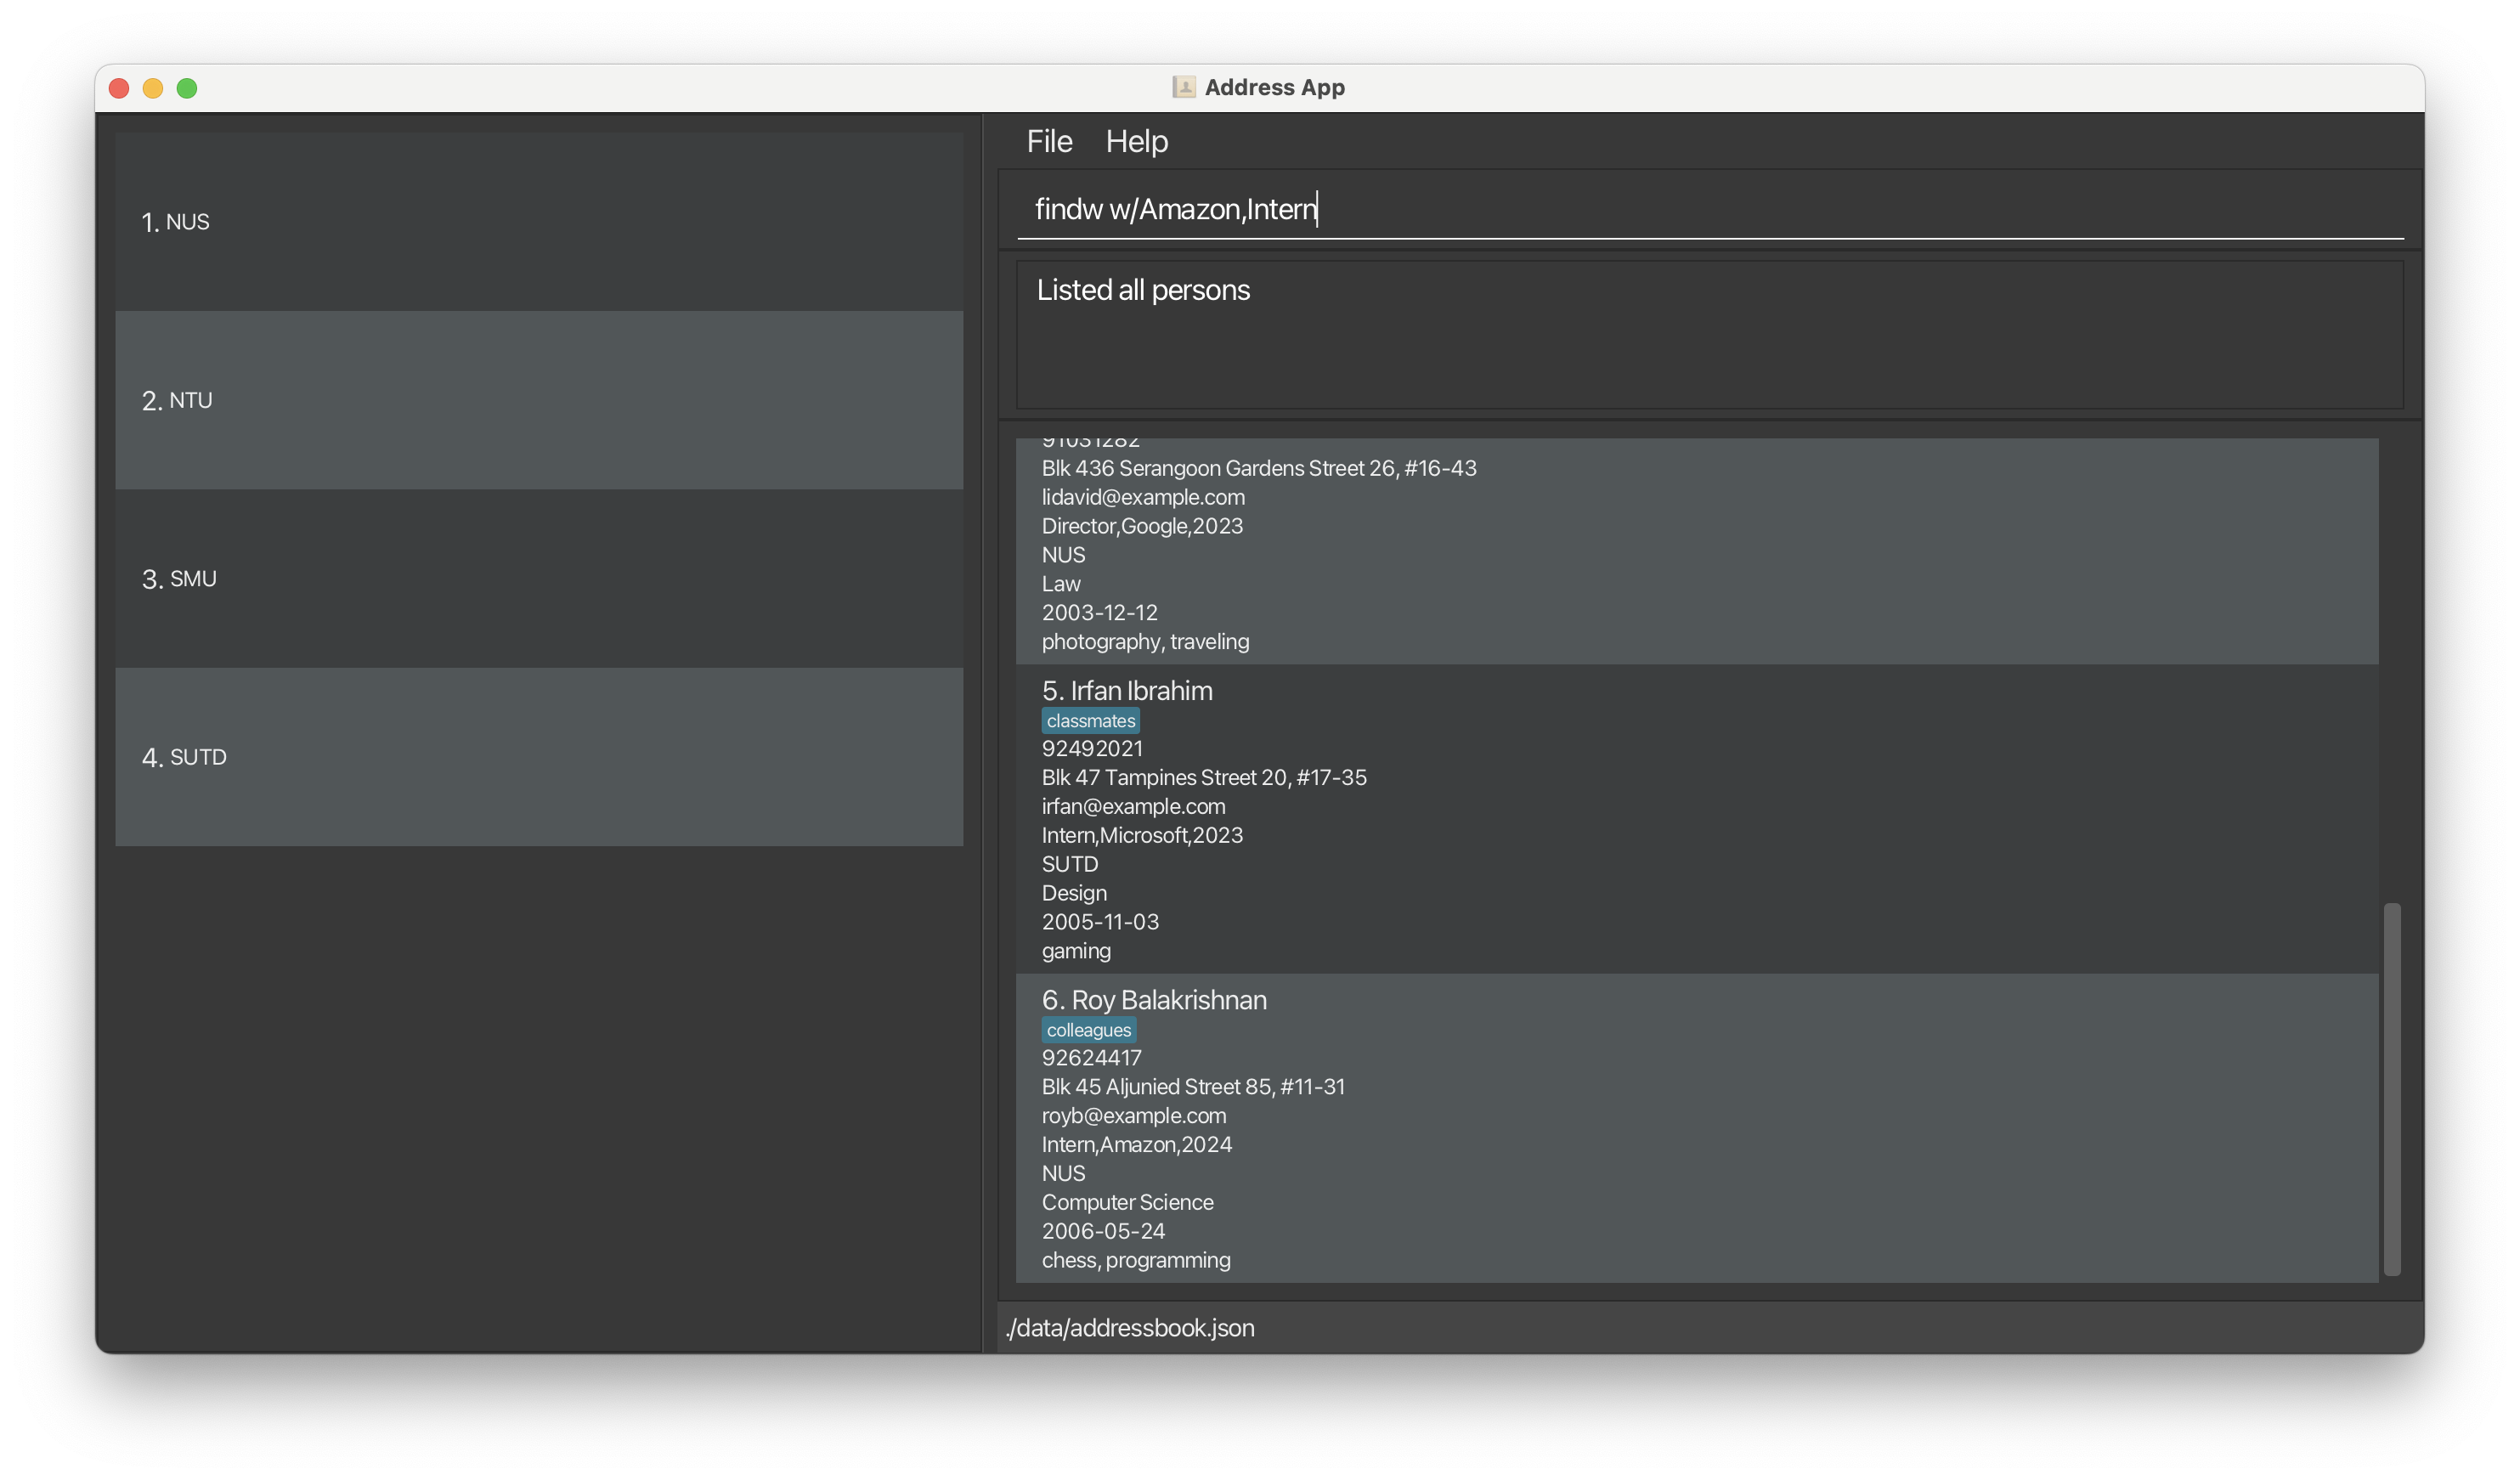 Address App
1. NUS
2. NTU
3. SMU
4. SUTD
File Help
findw w/Amazon,Intern
Listed all persons
91031282
Blk 436 Serangoon Gardens Street 26, #16-43
lidavid@example.com
Director,Google,2023
NUS
Law
2003-12-12
photography, traveling
5. Irfan Ibrahim
classmates
92492021
Blk 47 Tampines Street 20, #17-35
irfan@example.com
Intern,Microsoft,2023
SUTD
Design
2005-11-03
gaming
6. Roy Balakrishnan
colleagues
92624417
Blk 45 Aljunied Street 85, #11-31
royb@example.com
Intern,Amazon,2024
NUS
Computer Science
2006-05-24
chess, programming
./data/addressbook.json